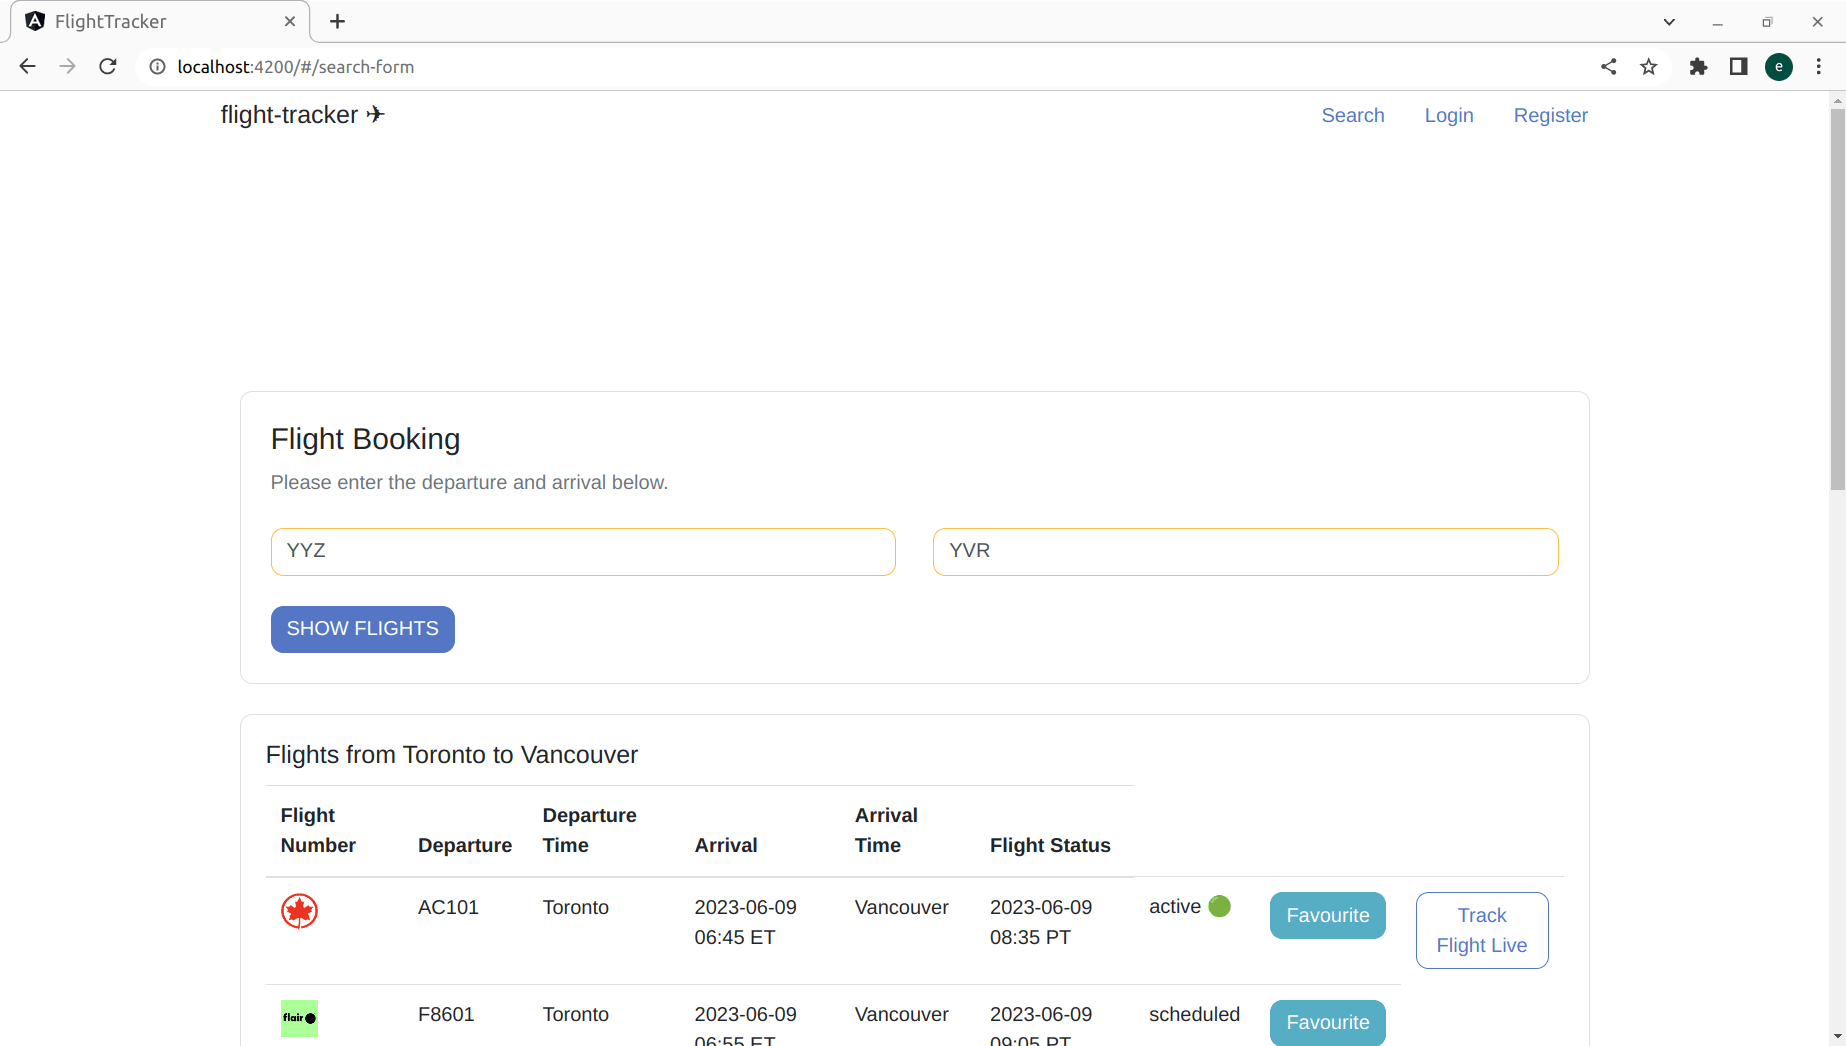 FlightTracker
localhost:4200/#/search-form
e
flight-tracker ✈
Search Login Register
Flight Booking
Please enter the departure and arrival below.
YYZ YVR
SHOW FLIGHTS
Flights from Toronto to Vancouver
Flight Number Departure Departure Time Arrival Arrival Time Flight Status
AC101 Toronto 2023-06-09 06:45 ET Vancouver 2023-06-09 08:35 PT active Favourite Track Flight Live
flair F8601 Toronto 2023-06-09 06:55 ET Vancouver 2023-06-09 09:05 PT scheduled Favourite